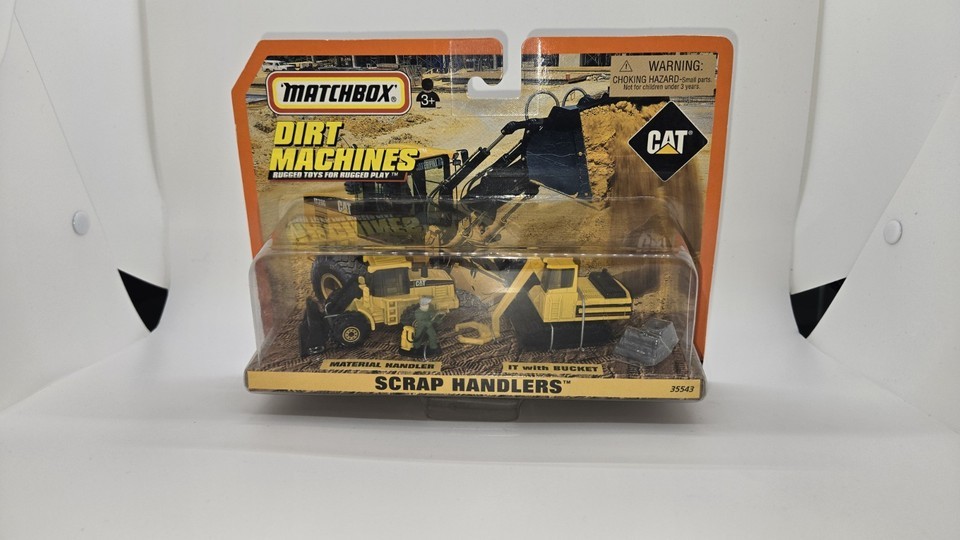 MATCHBOX®
3+
DIRT
MACHINES™
RUGGED TOYS FOR RUGGED PLAY™
WARNING:
CHOKING HAZARD-Small parts.
Not for children under 3 years.
CAT
CAT
MATERIAL HANDLER
IT with BUCKET
SCRAP HANDLERS™
35543